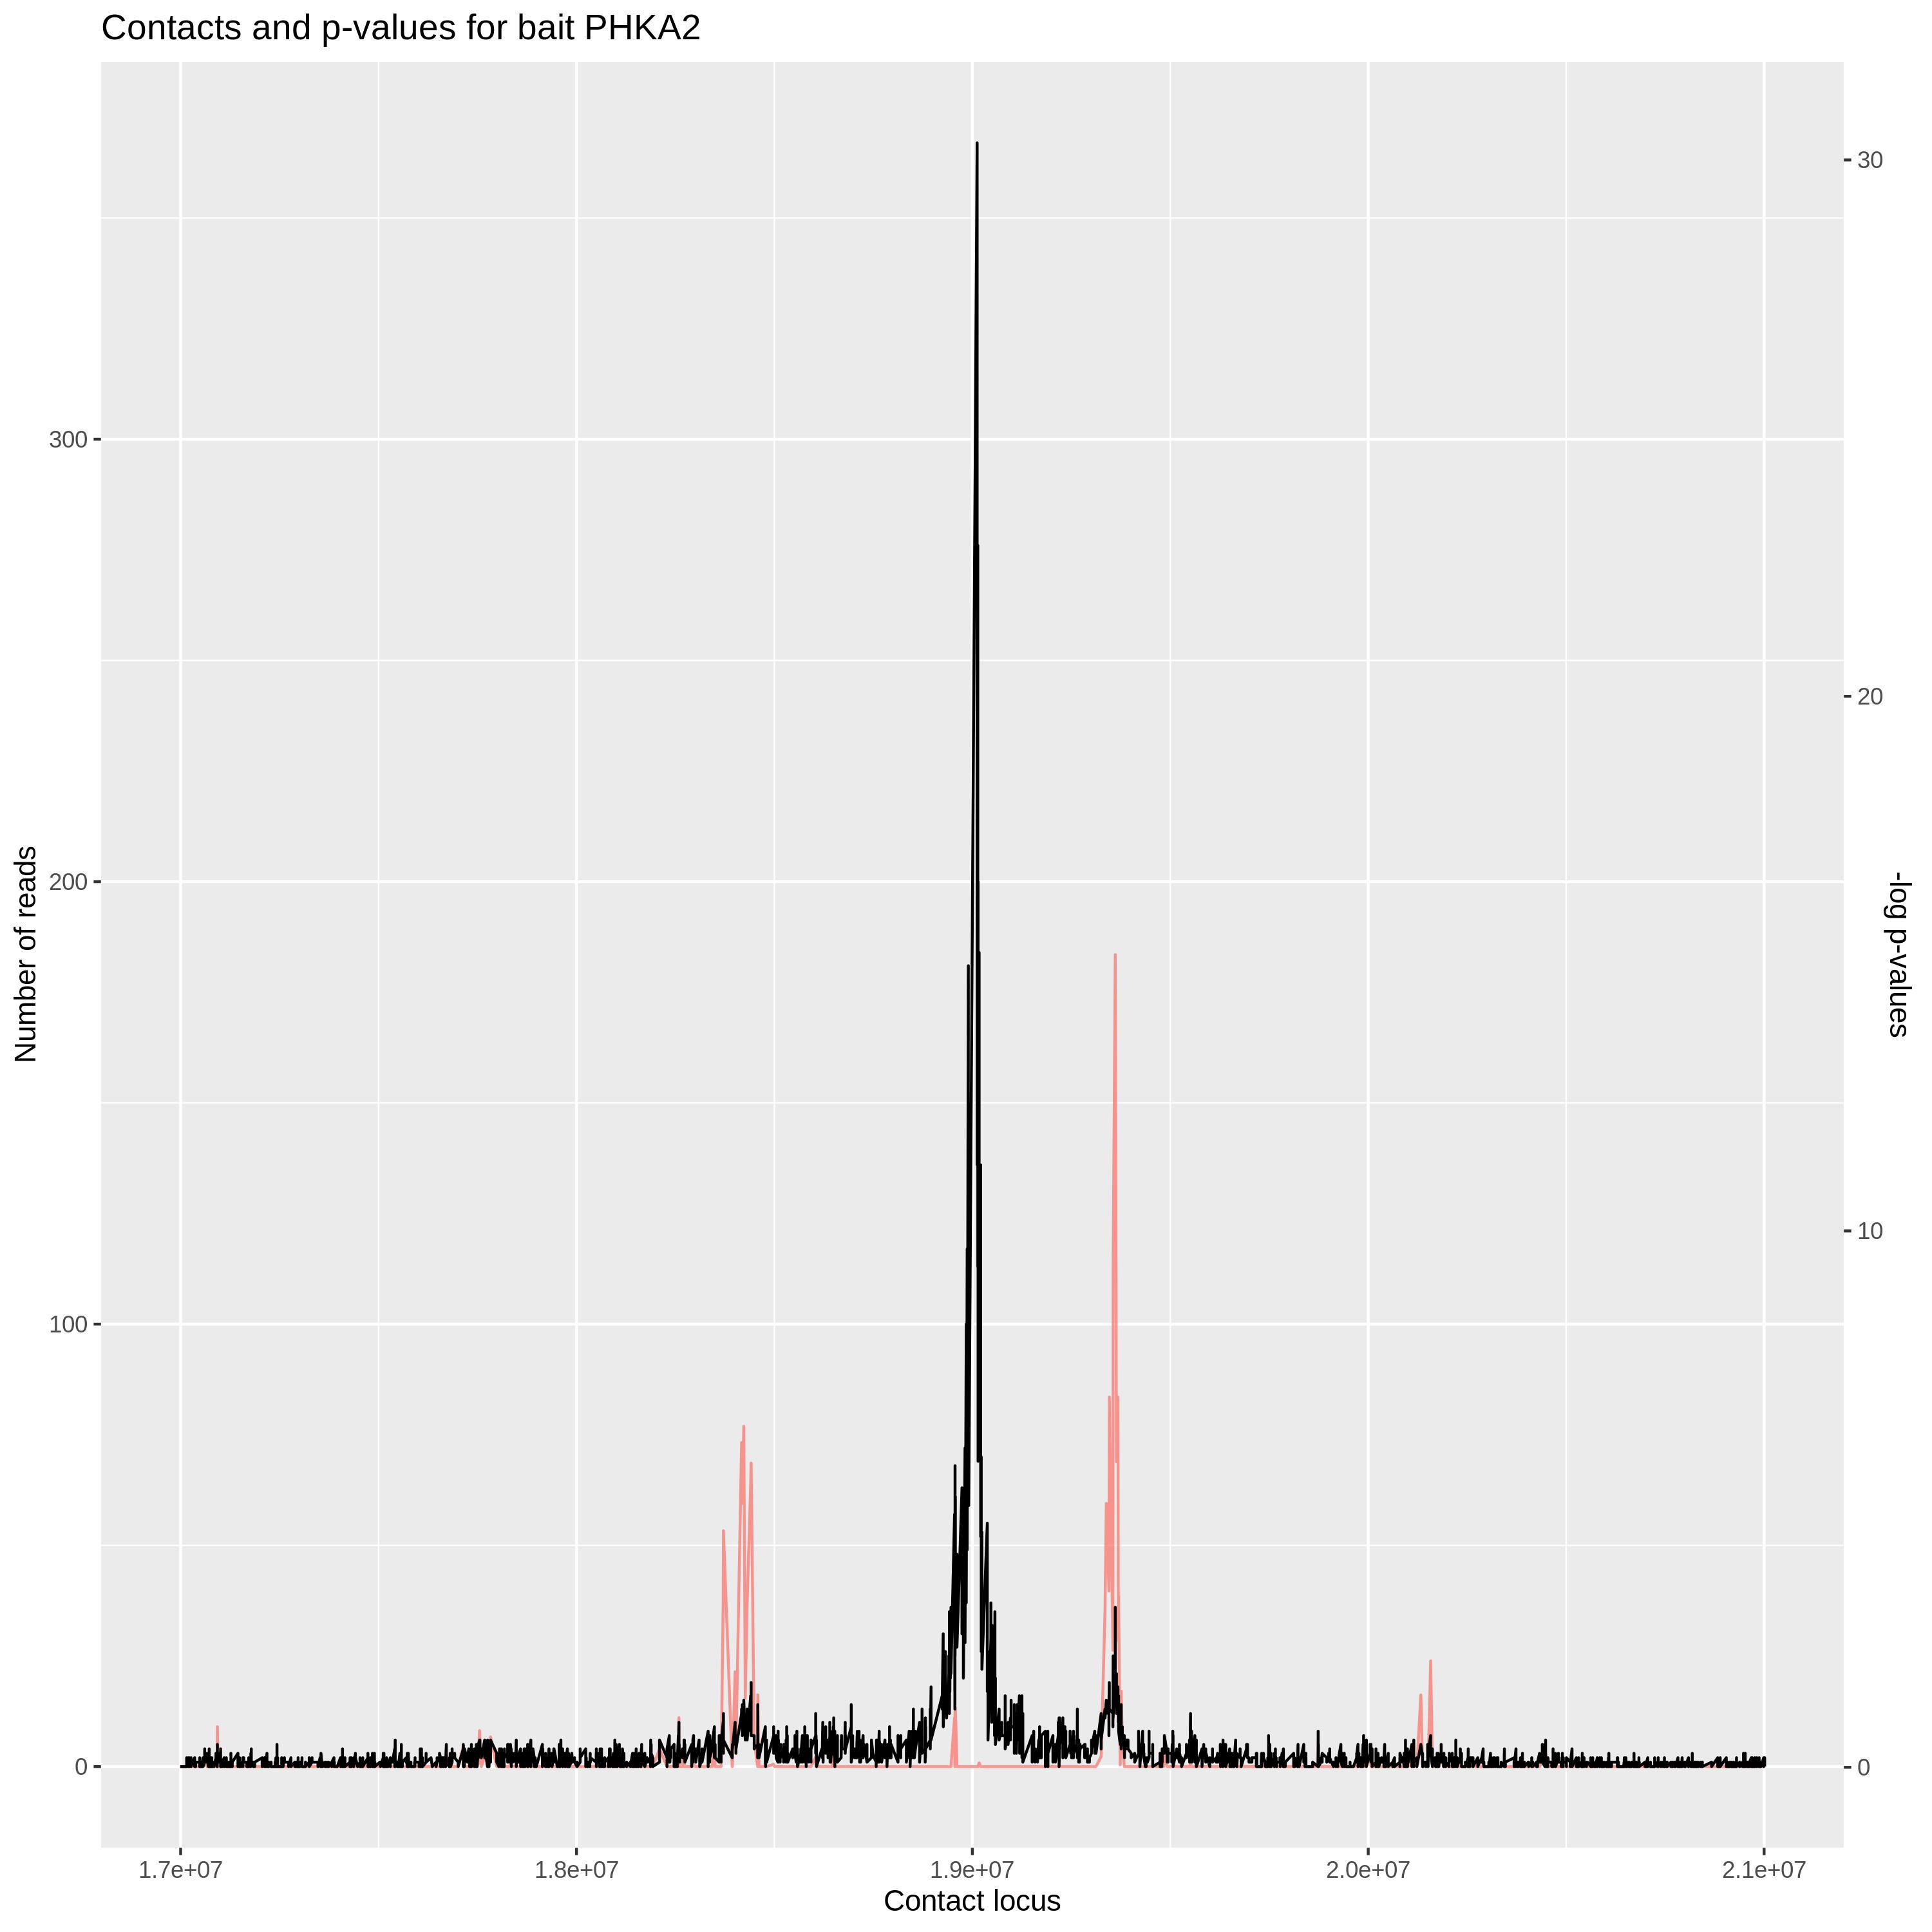 Contacts and p-values for bait PHKA2
30
300
20
200
Number of reads
-log p-values
10
100
0
0
1.7e+07 1.8e+07 1.9e+07 2.0e+07 2.1e+07
Contact locus